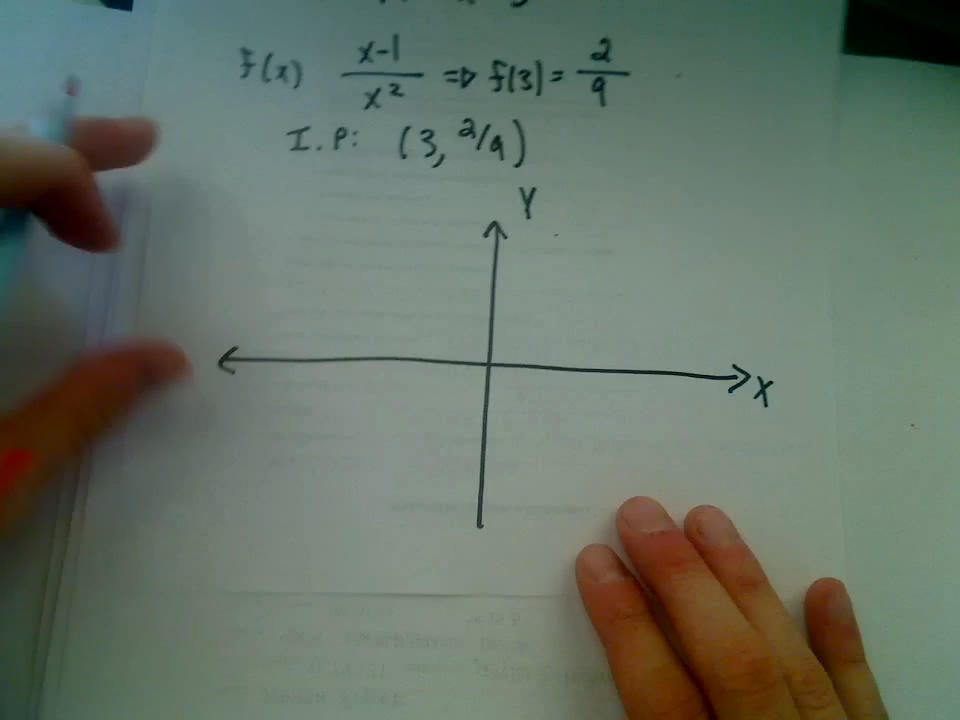 f(x) x-1/x² ⇒ f(3) = 2/9
I.P: (3, 2/9)
Y
X